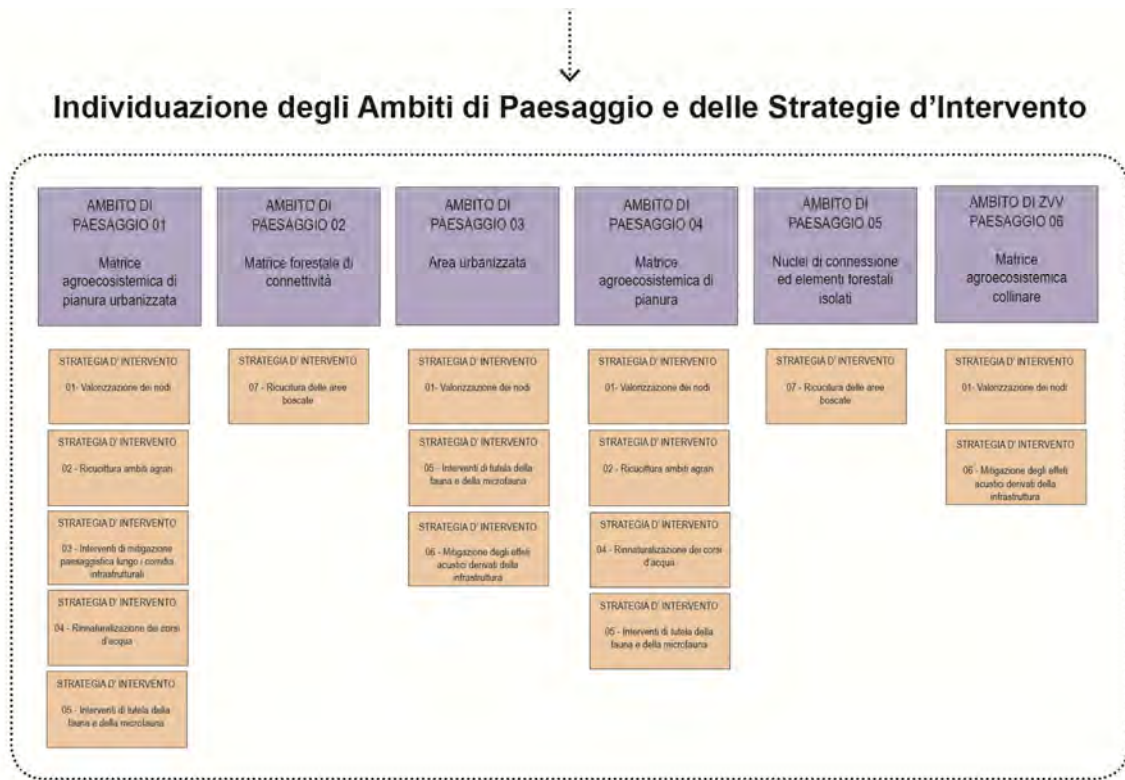 Individuazione degli Ambiti di Paesaggio e delle Strategie d'Intervento
AMBITO DI
PAESAGGIO 01
Matrice
agroecosistemica di
pianura urbanizzata
STRATEGIA D' INTERVENTO
01- Valorizzazione dei nodi
STRATEGIA D' INTERVENTO
02 - Ricucittura ambiti agrari
STRATEGIA D' INTERVENTO
03 - Interventi di mitigazione
paesaggistica lungo i corridoi
infrastrutturali
STRATEGIA D' INTERVENTO
04 - Rinnaturalizzazione dei corsi
d'acqua
STRATEGIA D' INTERVENTO
05 - Interventi di tutela della
fauna e della microfauna
AMBITO DI
PAESAGGIO 02
Matrice forestale di
connettività
STRATEGIA D' INTERVENTO
07 - Ricucitura delle aree
boscate
AMBITO DI
PAESAGGIO 03
Area urbanizzata
STRATEGIA D' INTERVENTO
01- Valorizzazione dei nodi
STRATEGIA D' INTERVENTO
05 - Interventi di tutela della
fauna e della microfauna
STRATEGIA D' INTERVENTO
06 - Mitigazione degli effeti
acustici derivati della
infrastruttura
AMBITO DI
PAESAGGIO 04
Matrice
agroecosistemica di
pianura
STRATEGIA D' INTERVENTO
01- Valorizzazione dei nodi
STRATEGIA D' INTERVENTO
02 - Ricucittura ambiti agrari
STRATEGIA D' INTERVENTO
04 - Rinnaturalizazione dei corsi
d'acqua
STRATEGIA D' INTERVENTO
05 - Interventi di tutela della
fauna e della microfauna
AMBITO DI
PAESAGGIO 05
Nuclei di connessione
ed elementi forestali
isolati
STRATEGIA D' INTERVENTO
07 - Ricucitura delle aree
boscate
AMBITO DI ZVV
PAESAGGIO 06
Matrice
agroecosistemica
collinare
STRATEGIA D' INTERVENTO
01- Valorizzazione dei nodi
STRATEGIA D' INTERVENTO
06 - Mitigazione degli effeti
acustici derivati della
infrastruttura